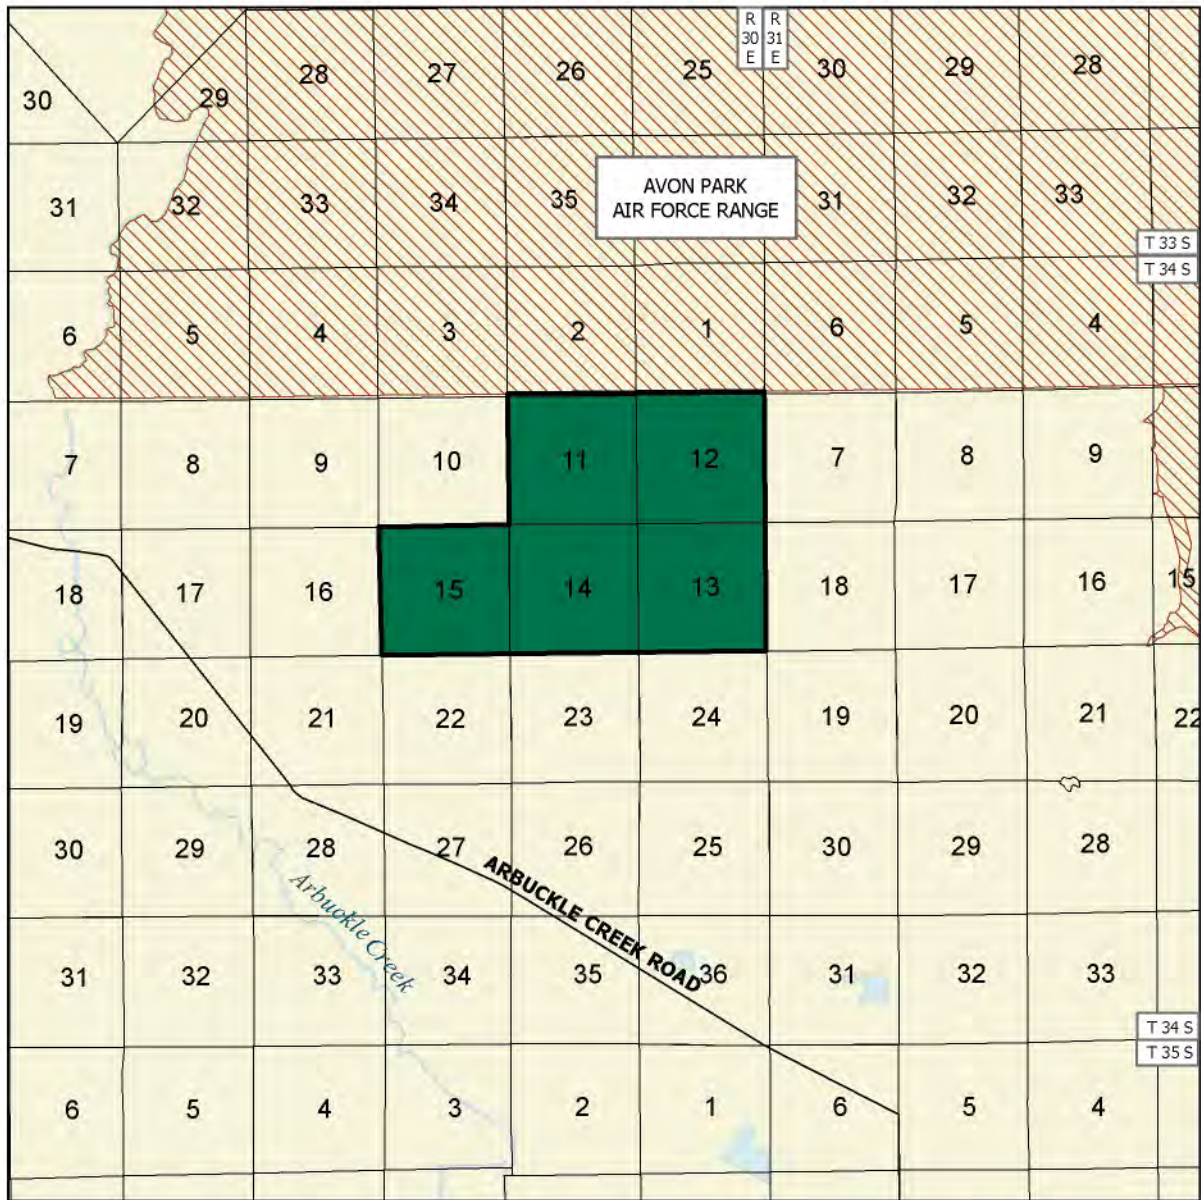 R 30 E
R 31 E
30 29 28 27 26 25 30 29 28
31 32 33 34 35 31 32 33
AVON PARK
AIR FORCE RANGE
T 33 S
T 34 S
6 5 4 3 2 1 6 5 4
7 8 9 10 11 12 7 8 9
18 17 16 15 14 13 18 17 16 15
19 20 21 22 23 24 19 20 21 22
30 29 28 27 26 25 30 29 28
ARBUCKLE CREEK ROAD
Arbuckle Creek
31 32 33 34 35 36 31 32 33
T 34 S
T 35 S
6 5 4 3 2 1 6 5 4